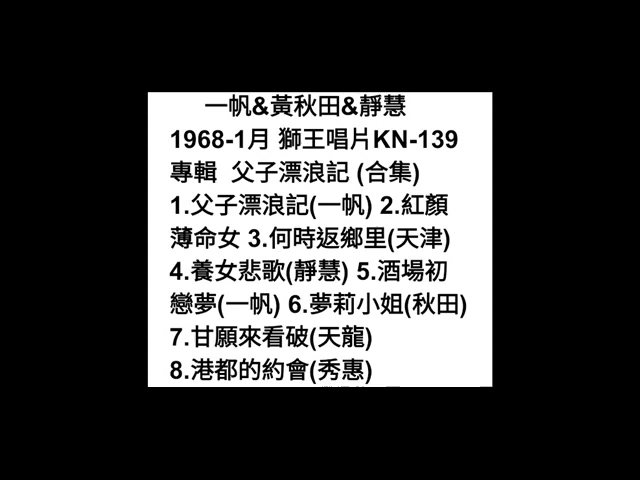 一帆&黃秋田&靜慧
1968-1月 獅王唱片KN-139
專輯 父子漂浪記 (合集)
1.父子漂浪記(一帆) 2.紅顏
薄命女 3.何時返鄉里(天津)
4.養女悲歌(靜慧) 5.酒場初
戀夢(一帆) 6.夢莉小姐(秋田)
7.甘願來看破(天龍)
8.港都的約會(秀惠)